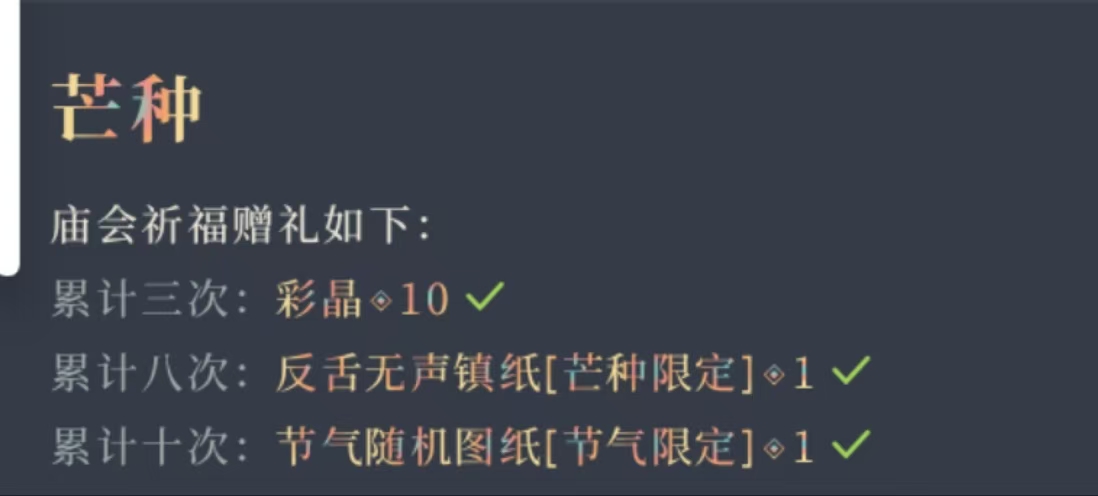 芒种
庙会祈福赠礼如下：
累计三次：彩晶◈10 ✓
累计八次：反舌无声镇纸[芒种限定]◈1 ✓
累计十次：节气随机图纸[节气限定]◈1 ✓